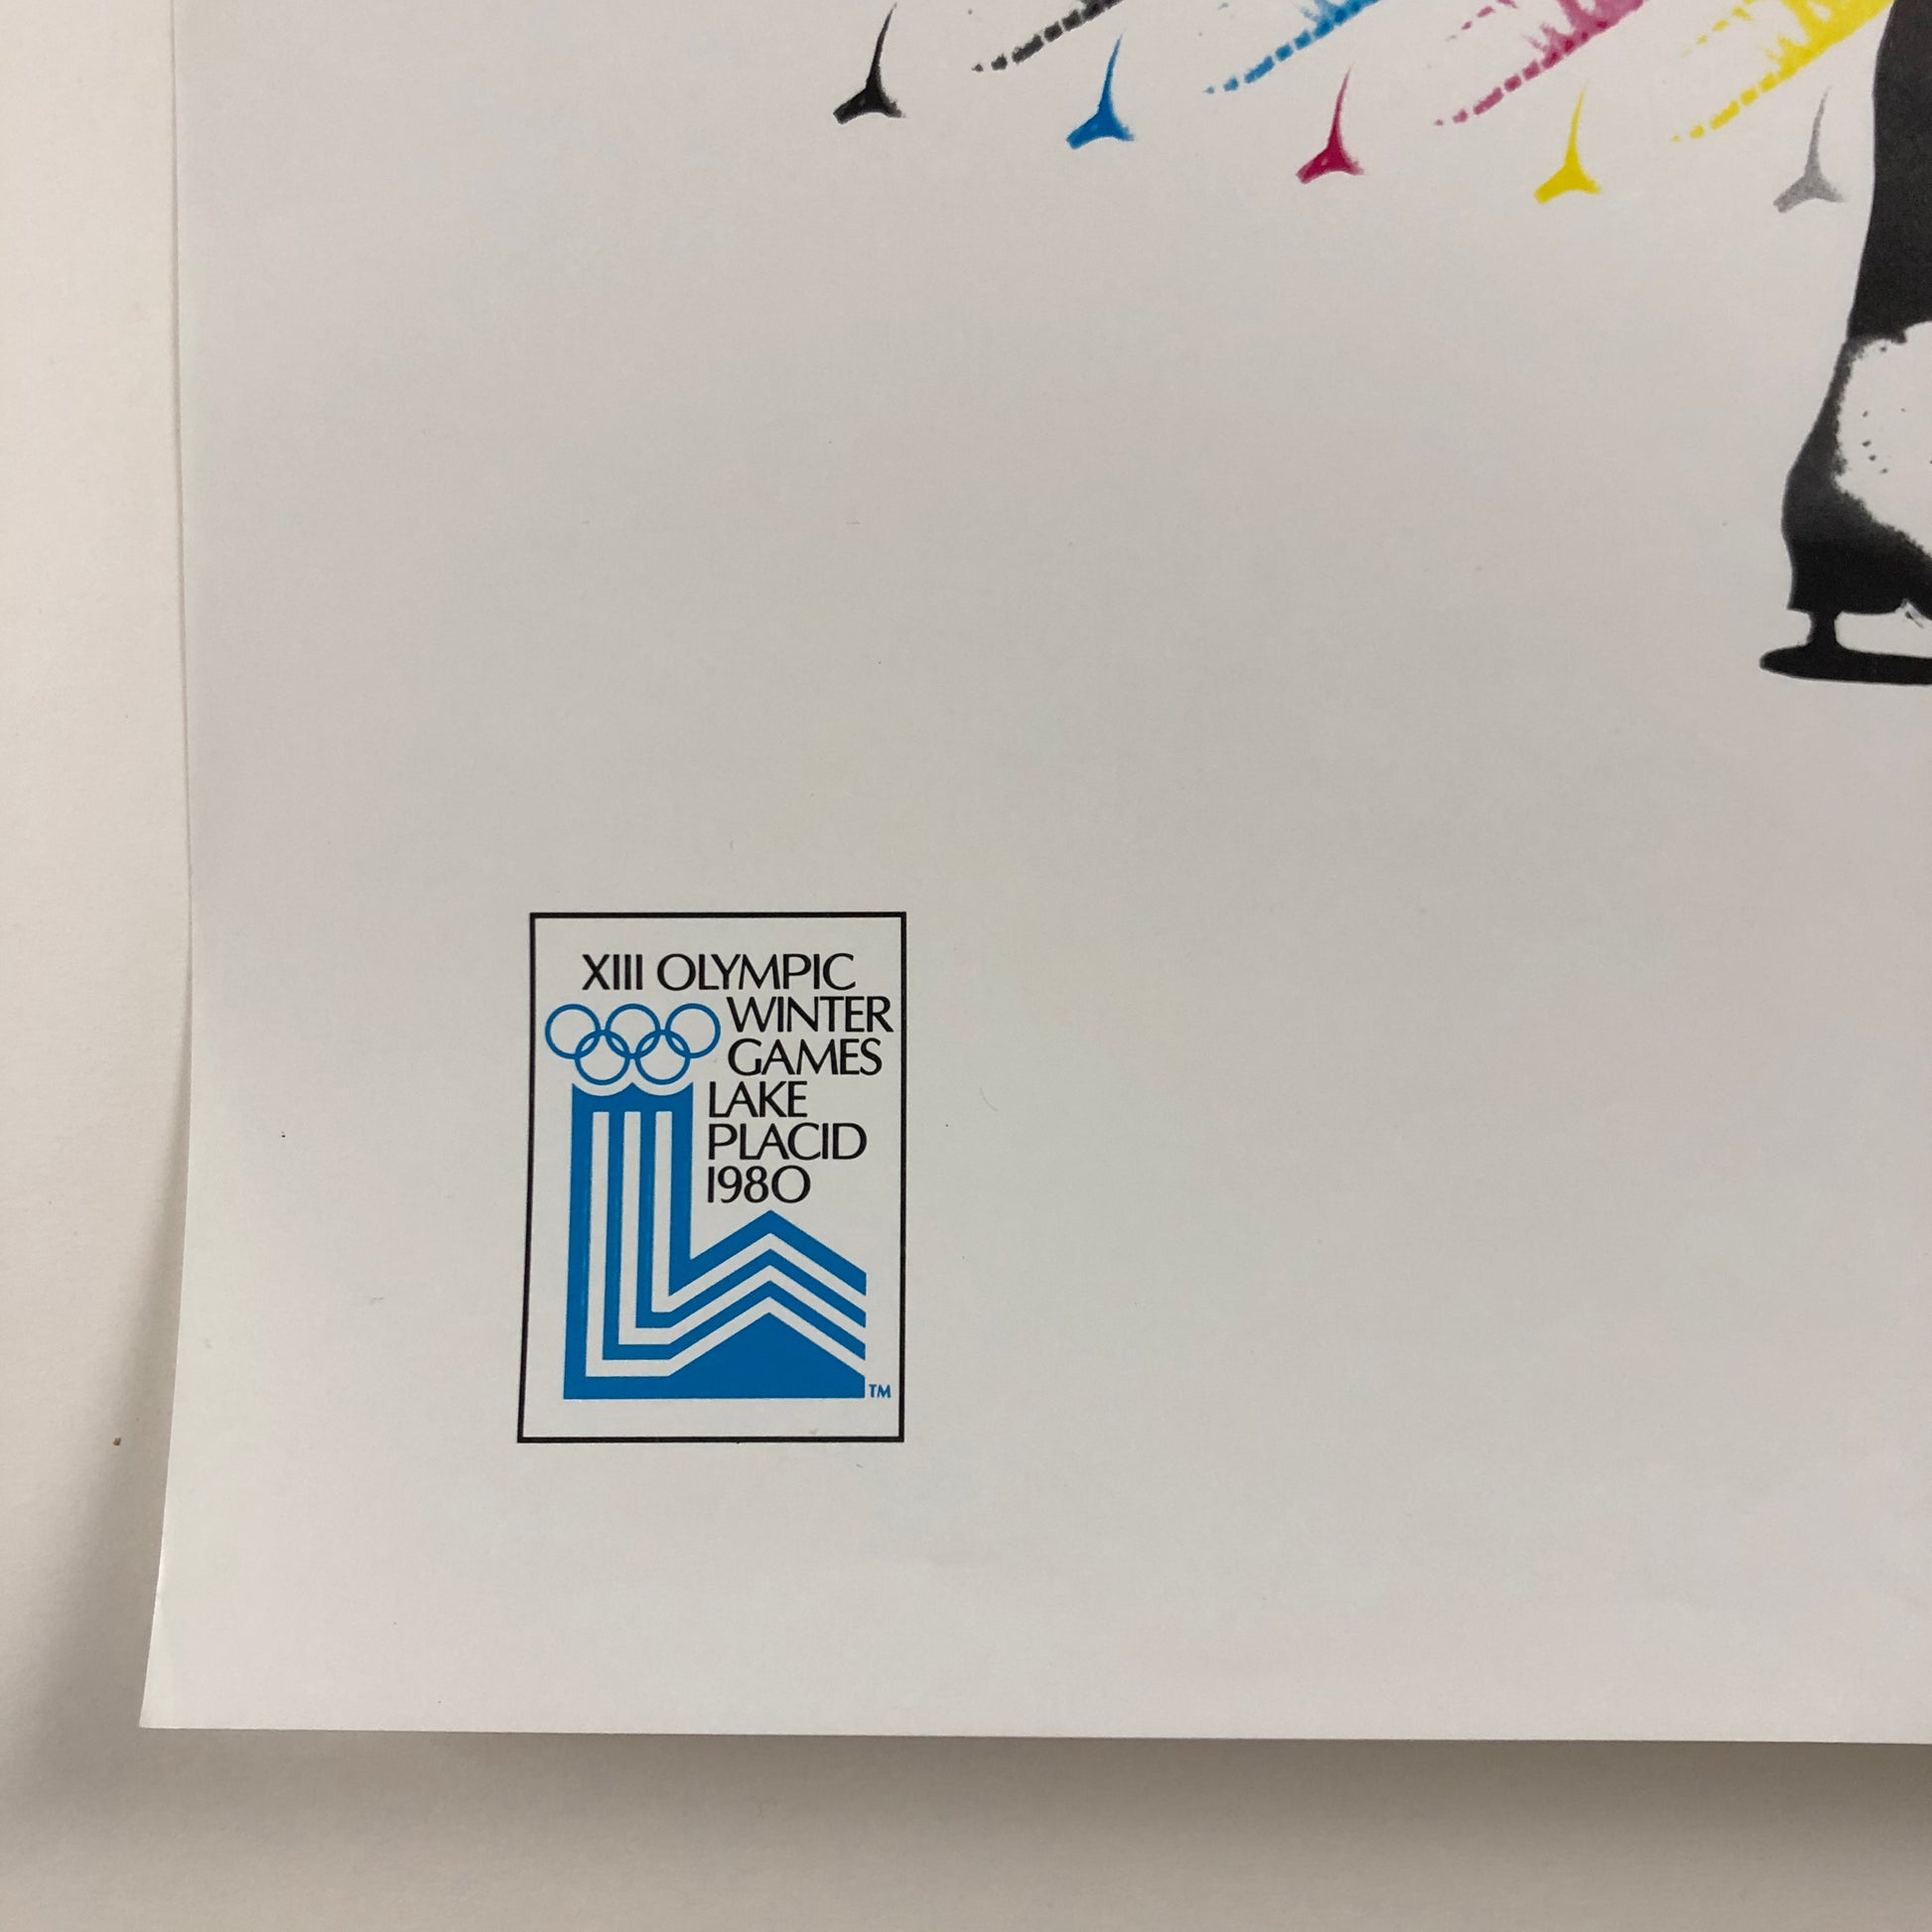 XIII OLYMPIC
WINTER
GAMES
LAKE
PLACID
1980
TM